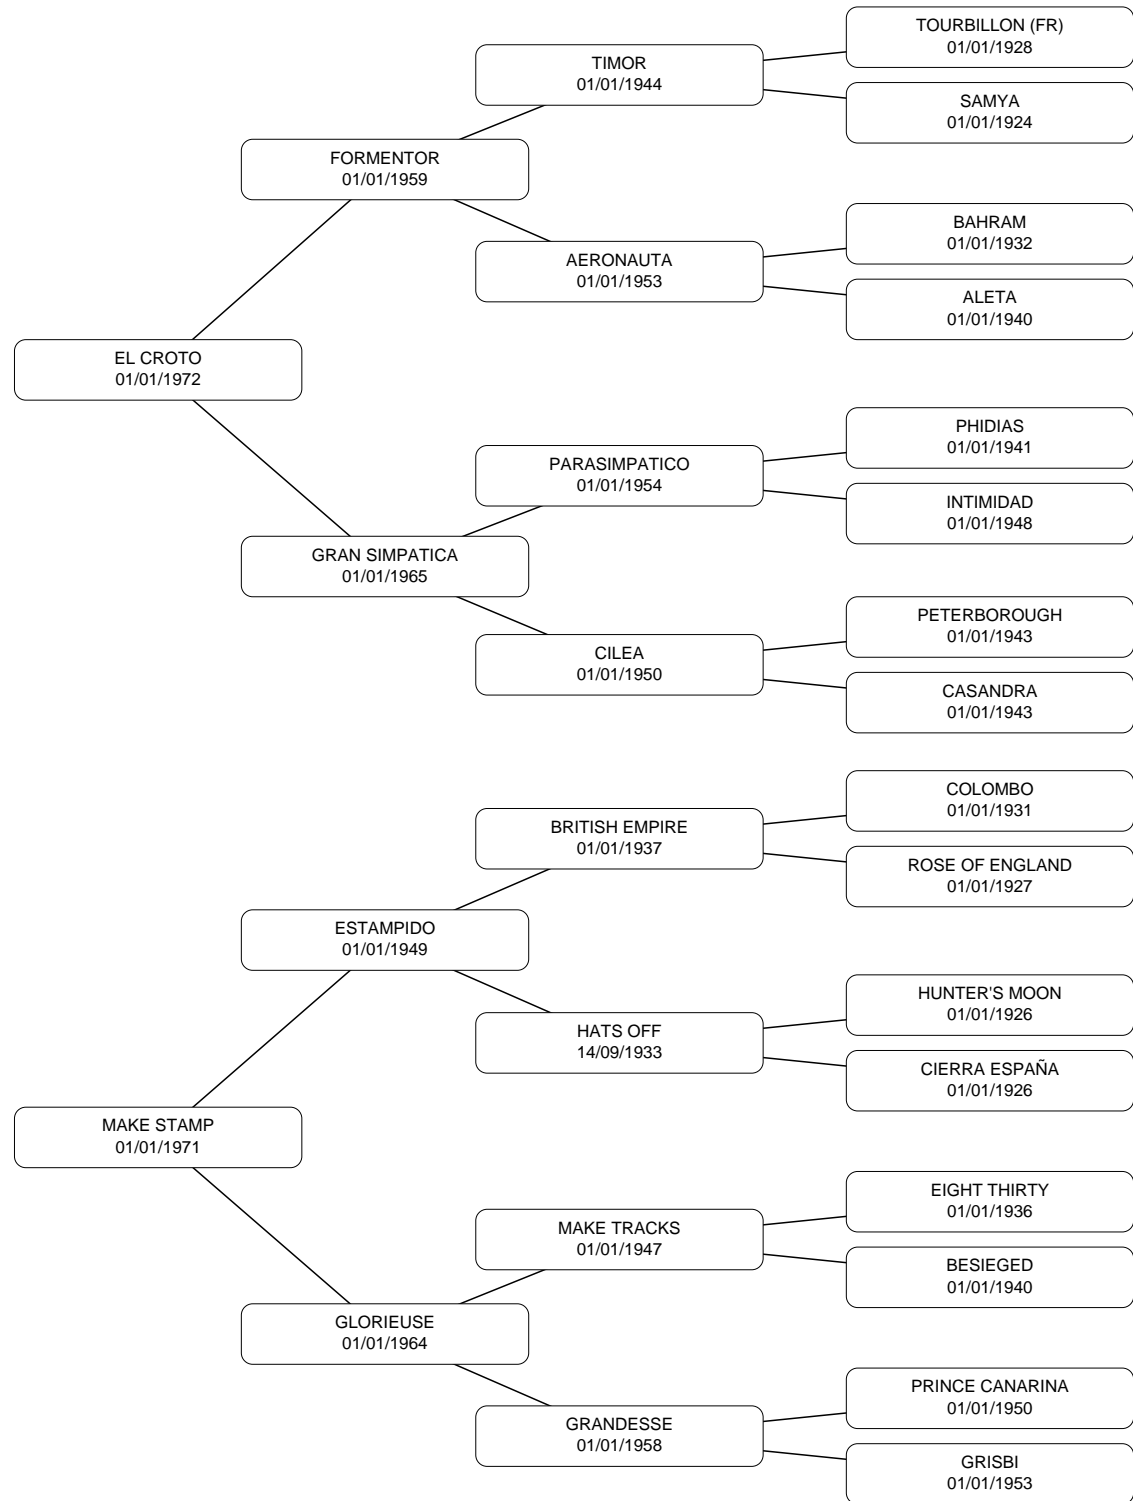 TOURBILLON (FR)
01/01/1928
TIMOR
01/01/1944
SAMYA
01/01/1924
FORMENTOR
01/01/1959
BAHRAM
01/01/1932
AERONAUTA
01/01/1953
ALETA
01/01/1940
EL CROTO
01/01/1972
PHIDIAS
01/01/1941
PARASIMPATICO
01/01/1954
INTIMIDAD
01/01/1948
GRAN SIMPATICA
01/01/1965
PETERBOROUGH
01/01/1943
CILEA
01/01/1950
CASANDRA
01/01/1943
COLOMBO
01/01/1931
BRITISH EMPIRE
01/01/1937
ROSE OF ENGLAND
01/01/1927
ESTAMPIDO
01/01/1949
HUNTER'S MOON
01/01/1926
HATS OFF
14/09/1933
CIERRA ESPAÑA
01/01/1926
MAKE STAMP
01/01/1971
EIGHT THIRTY
01/01/1936
MAKE TRACKS
01/01/1947
BESIEGED
01/01/1940
GLORIEUSE
01/01/1964
PRINCE CANARINA
01/01/1950
GRANDESSE
01/01/1958
GRISBI
01/01/1953